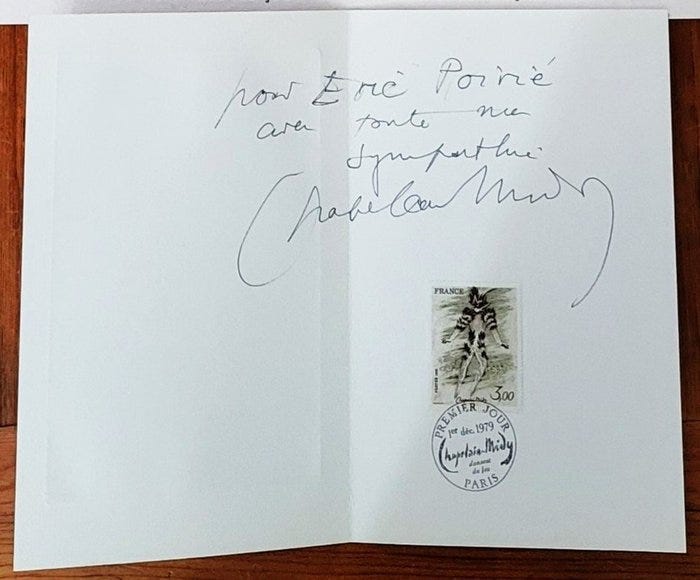 pour Eric Poirié
avec toute ma
sympathie
Chapelain Midy
FRANCE
3,00
PREMIER JOUR
1er déc. 1979
Chapelain-Midy
danseur
du feu
PARIS